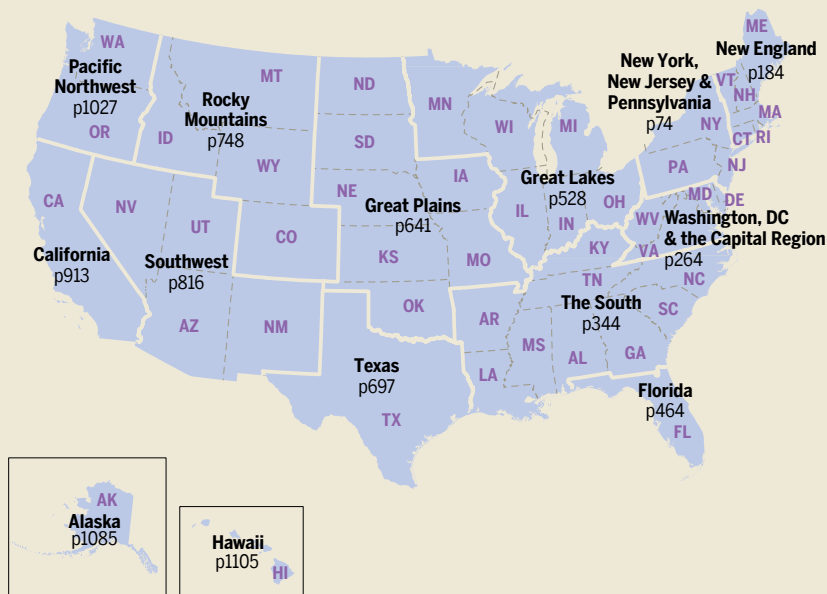 WA
Pacific
Northwest
p1027
OR
MT
Rocky
Mountains
p748
ID
WY
ND
SD
NE
Great Plains
p641
IA
KS
MO
OK
MN
WI
MI
Great Lakes
p528
IL
IN
OH
New York,
New Jersey &
Pennsylvania
p74
NY
PA
NJ
ME
New England
p184
VT
NH
MA
CT
RI
CA
California
p913
NV
UT
CO
Southwest
p816
AZ
NM
Texas
p697
TX
MD
DE
WV
Washington, DC
& the Capital Region
p264
VA
KY
TN
NC
The South
p344
SC
AR
MS
AL
GA
LA
Florida
p464
FL
AK
Alaska
p1085
Hawaii
p1105
HI